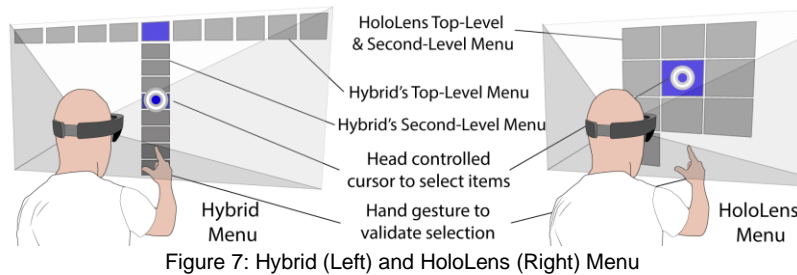 HoloLens Top-Level
& Second-Level Menu
Hybrid's Top-Level Menu
Hybrid's Second-Level Menu
Head controlled
cursor to select items
Hand gesture to
validate selection
Hybrid
Menu
HoloLens
Menu
Figure 7: Hybrid (Left) and HoloLens (Right) Menu